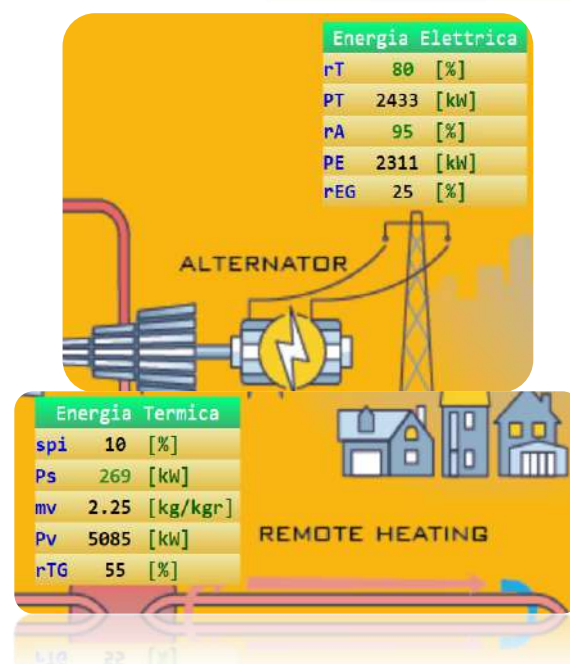 Energia Elettrica
rT 80 [%]
PT 2433 [kW]
rA 95 [%]
PE 2311 [kW]
rEG 25 [%]
ALTERNATOR
Energia Termica
spi 10 [%]
Ps 269 [kW]
mv 2.25 [kg/kgr]
Pv 5085 [kW]
rTG 55 [%]
REMOTE HEATING